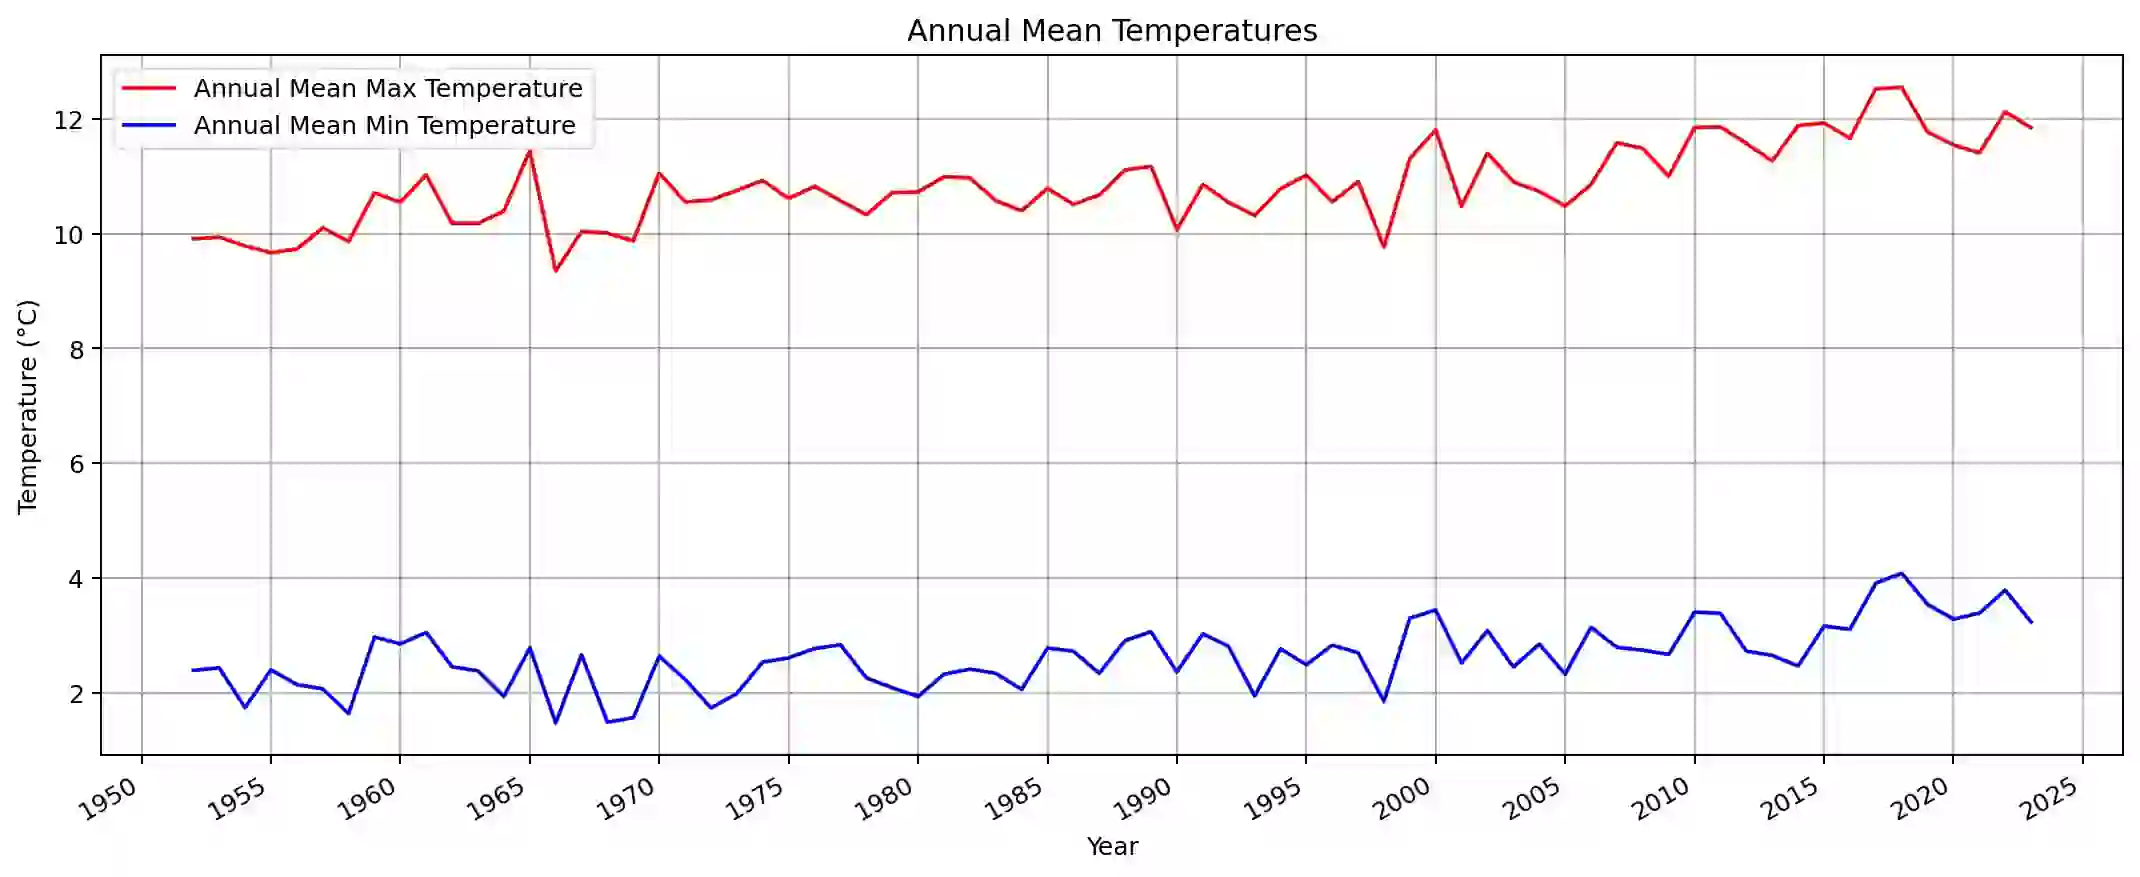 Annual Mean Temperatures
Annual Mean Max Temperature
Annual Mean Min Temperature
12
10
8
6
4
2
Temperature (°C)
1950 1955 1960 1965 1970 1975 1980 1985 1990 1995 2000 2005 2010 2015 2020 2025
Year